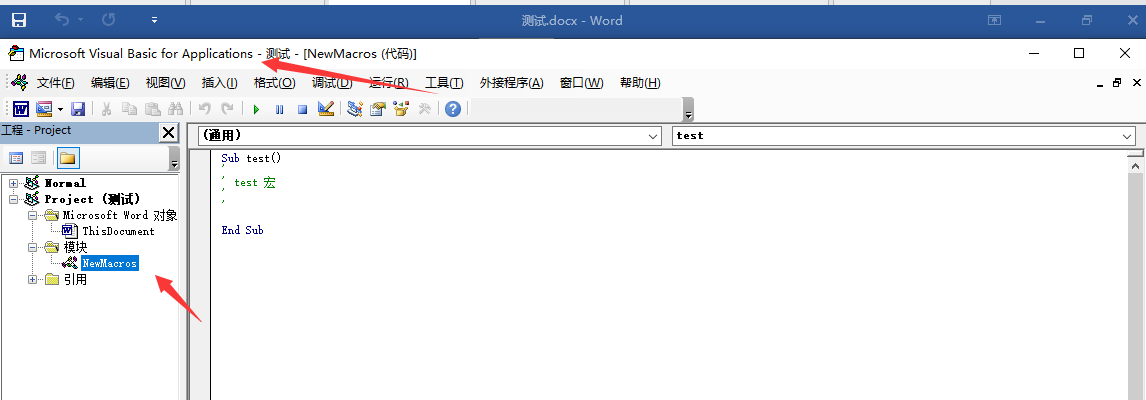 测试.docx - Word
Microsoft Visual Basic for Applications - 测试 - [NewMacros (代码)]
文件(F) 编辑(E) 视图(V) 插入(I) 格式(O) 调试(D) 运行(R) 工具(T) 外接程序(A) 窗口(W) 帮助(H)
工程 - Project
(通用) test
Normal
Project (测试)
Microsoft Word 对象
ThisDocument
模块
NewMacros
引用
Sub test()
'
' test 宏
'
'
End Sub